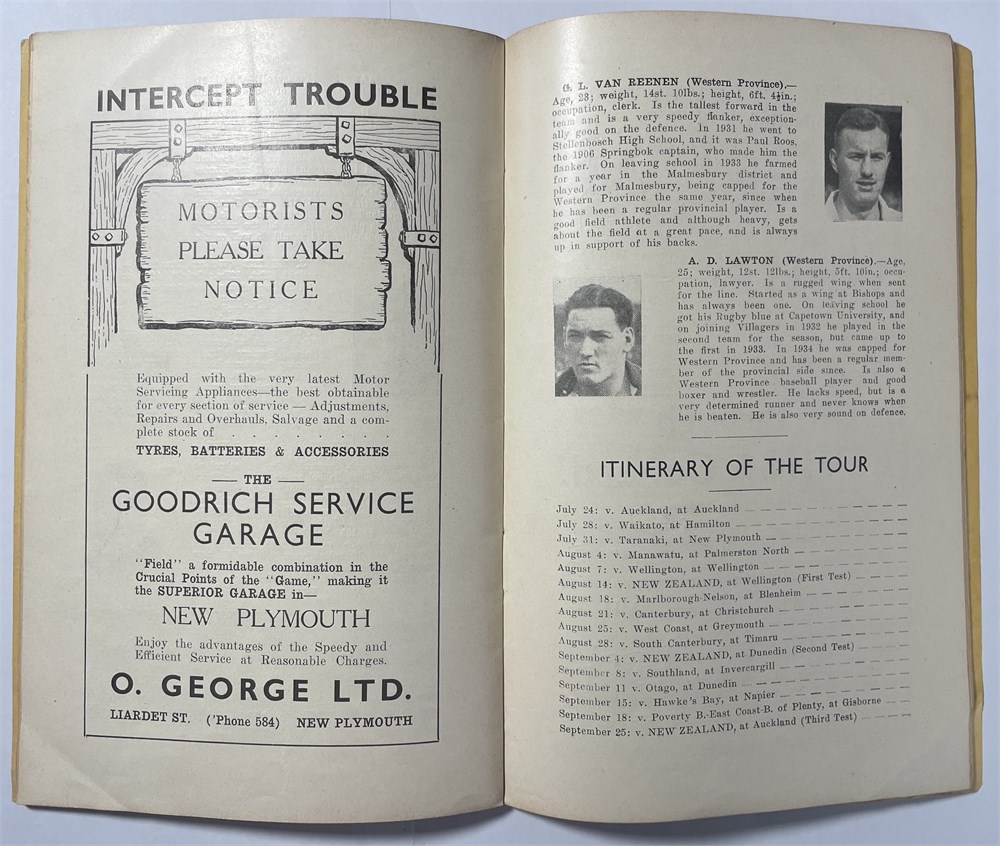 INTERCEPT TROUBLE
MOTORISTS
PLEASE TAKE
NOTICE
Equipped with the very latest Motor
Servicing Appliances—the best obtainable
for every section of service — Adjustments,
Repairs and Overhauls, Salvage and a com-
plete stock of . . . . . . . .
TYRES, BATTERIES & ACCESSORIES
— THE —
GOODRICH SERVICE
GARAGE
"Field" a formidable combination in the
Crucial Points of the "Game," making it
the SUPERIOR GARAGE in—
NEW PLYMOUTH
Enjoy the advantages of the Speedy and
Efficient Service at Reasonable Charges.
O. GEORGE LTD.
LIARDET ST. ('Phone 584) NEW PLYMOUTH
G. L. VAN REENEN (Western Province).—
Age, 23; weight, 14st. 10lbs.; height, 6ft. 4½in.;
occupation, clerk. Is the tallest forward in the
team and is a very speedy flanker, exception-
ally good on the defence. In 1931 he went to
Stellenbosch High School, and it was Paul Roos,
the 1906 Springbok captain, who made him the
flanker. On leaving school in 1933 he farmed
for a year in the Malmesbury district and
played for Malmesbury, being capped for the
Western Province the same year, since when
he has been a regular provincial player. Is a
good field athlete and although heavy, gets
about the field at a great pace, and is always
up in support of his backs.
A. D. LAWTON (Western Province).—Age,
25; weight, 12st. 12lbs.; height, 5ft. 10in.; occu-
pation, lawyer. Is a rugged wing when sent
for the line. Started as a wing at Bishops and
has always been one. On leaving school he
got his Rugby blue at Capetown University, and
on joining Villagers in 1932 he played in the
second team for the season, but came up to
the first in 1933. In 1934 he was capped for
Western Province and has been a regular mem-
ber of the provincial side since. Is also a
Western Province baseball player and good
boxer and wrestler. He lacks speed, but is a
very determined runner and never knows when
he is beaten. He is also very sound on defence.
ITINERARY OF THE TOUR
July 24: v. Auckland, at Auckland
July 28: v. Waikato, at Hamilton
July 31: v. Taranaki, at New Plymouth
August 4: v. Manawatu, at Palmerston North
August 7: v. Wellington, at Wellington
August 14: v. NEW ZEALAND, at Wellington (First Test)
August 18: v. Marlborough-Nelson, at Blenheim
August 21: v. Canterbury, at Christchurch
August 25: v. West Coast, at Greymouth
August 28: v. South Canterbury, at Timaru
September 4: v. NEW ZEALAND, at Dunedin (Second Test)
September 8: v. Southland, at Invercargill
September 11 v. Otago, at Dunedin
September 15: v. Hawke's Bay, at Napier
September 18: v. Poverty B.-East Coast-B. of Plenty, at Gisborne
September 25: v. NEW ZEALAND, at Auckland (Third Test)